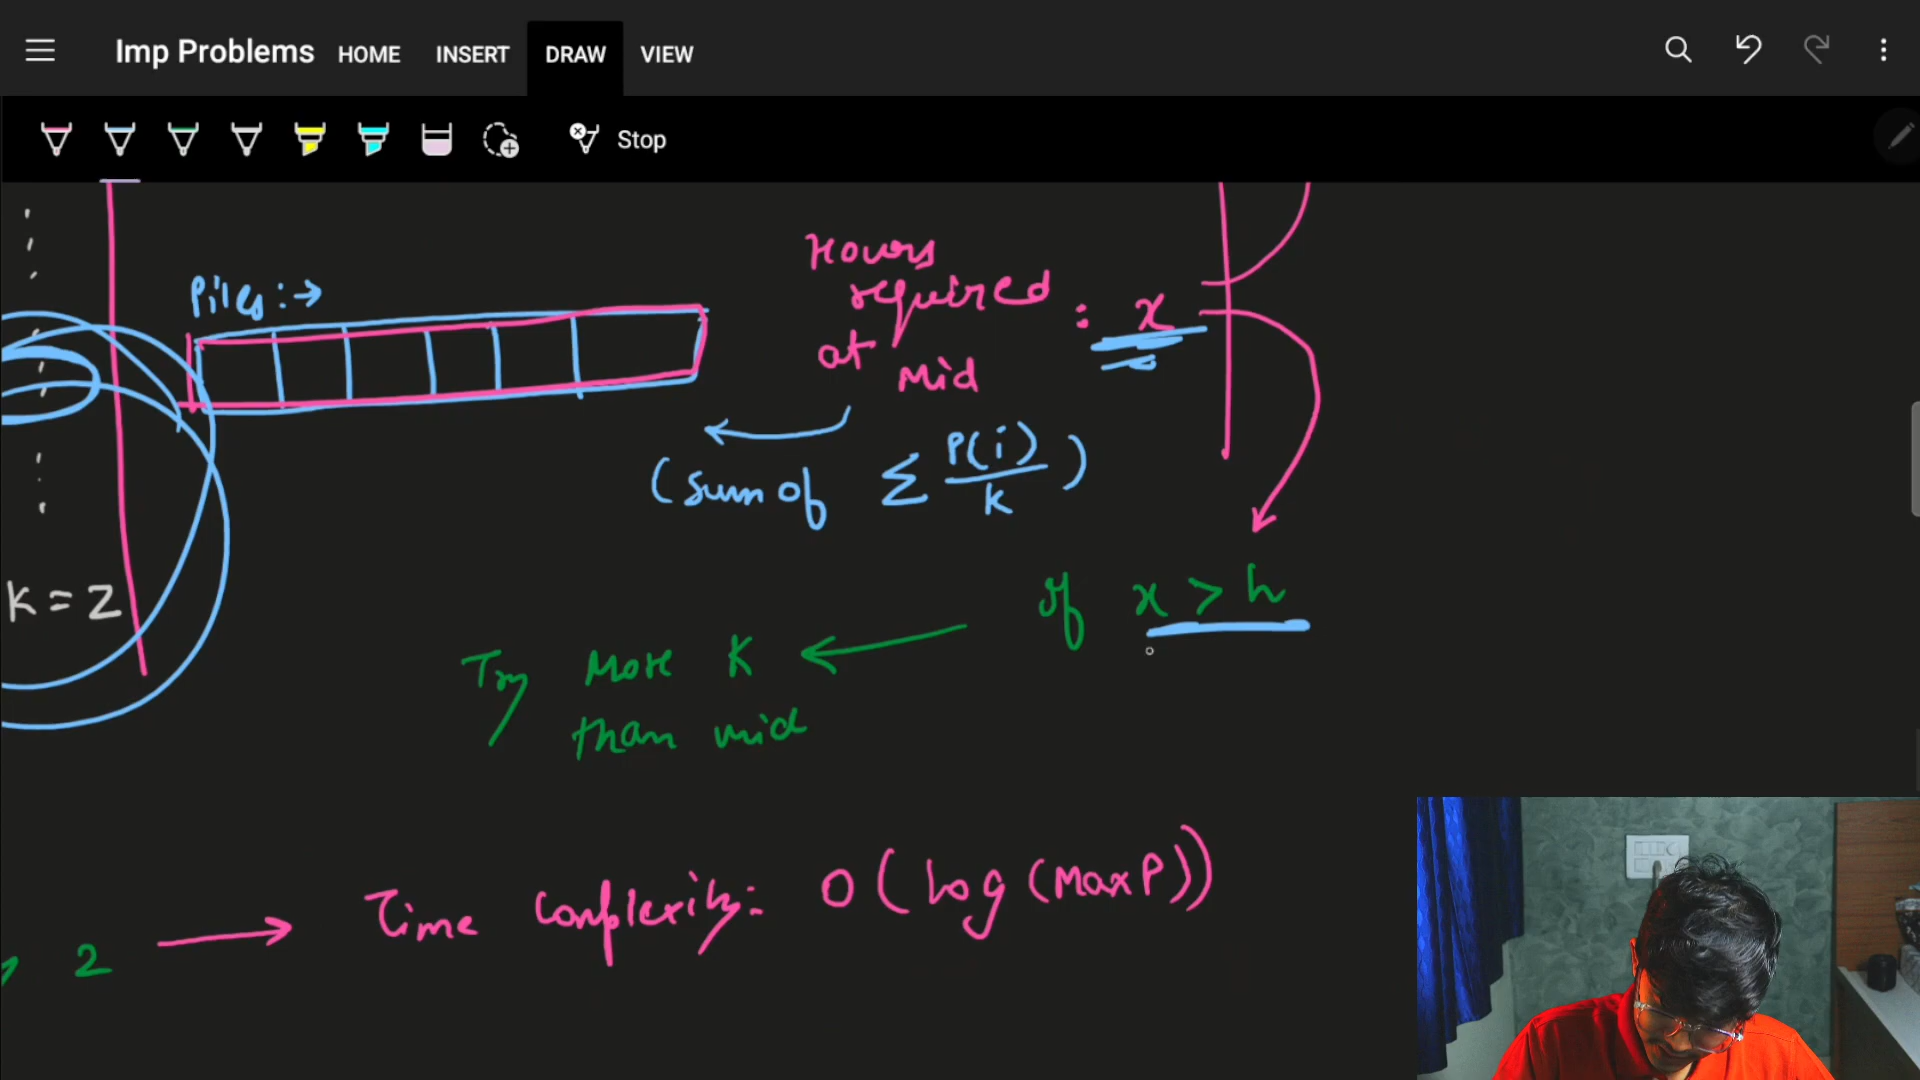 Imp Problems HOME INSERT DRAW VIEW
Stop
Piles :→
Hours
required
at
Mid
: x
(sum of Σ P(i)/k )
K = 2
If x > h
Try More K
than mid
Time Complexity: O(log(Max P))
2